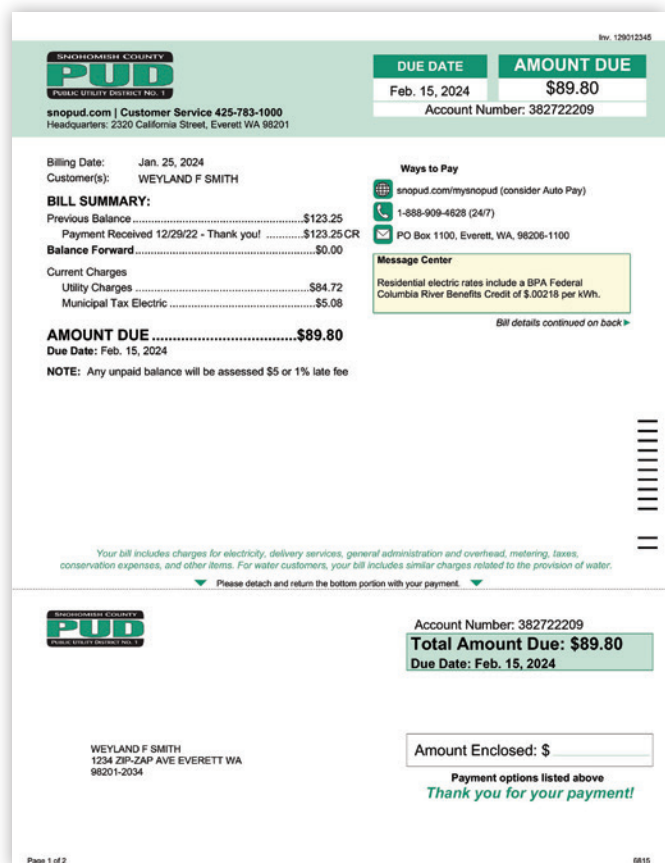 Inv. 129012345
SNOHOMISH COUNTY
PUD
PUBLIC UTILITY DISTRICT NO. 1
snopud.com | Customer Service 425-783-1000
Headquarters: 2320 California Street, Everett WA 98201
DUE DATE
AMOUNT DUE
Feb. 15, 2024
$89.80
Account Number: 382722209
Billing Date: Jan. 25, 2024
Customer(s): WEYLAND F SMITH
BILL SUMMARY:
Previous Balance ........ $123.25
Payment Received 12/29/22 - Thank you! ........ $123.25 CR
Balance Forward ........ $0.00
Current Charges
Utility Charges ........ $84.72
Municipal Tax Electric ........ $5.08
AMOUNT DUE ........ $89.80
Due Date: Feb. 15, 2024
NOTE: Any unpaid balance will be assessed $5 or 1% late fee
Ways to Pay
snopud.com/mysnopud (consider Auto Pay)
1-888-909-4628 (24/7)
PO Box 1100, Everett, WA, 98206-1100
Message Center
Residential electric rates include a BPA Federal
Columbia River Benefits Credit of $.00218 per kWh.
Bill details continued on back
Your bill includes charges for electricity, delivery services, general administration and overhead, metering, taxes,
conservation expenses, and other items. For water customers, your bill includes similar charges related to the provision of water.
Please detach and return the bottom portion with your payment.
SNOHOMISH COUNTY
PUD
PUBLIC UTILITY DISTRICT NO. 1
Account Number: 382722209
Total Amount Due: $89.80
Due Date: Feb. 15, 2024
WEYLAND F SMITH
1234 ZIP-ZAP AVE EVERETT WA
98201-2034
Amount Enclosed: $
Payment options listed above
Thank you for your payment!
Page 1 of 2
6815